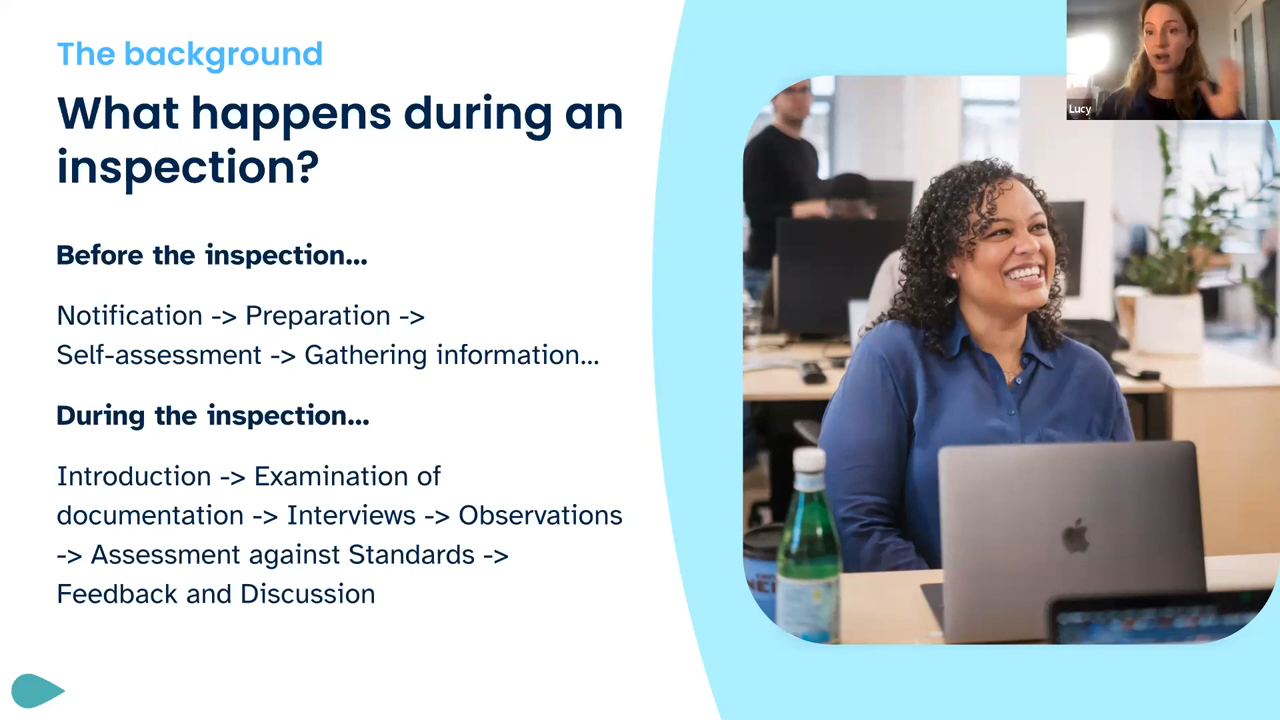 The background
What happens during an
inspection?
Before the inspection...
Notification -> Preparation ->
Self-assessment -> Gathering information...
During the inspection...
Introduction -> Examination of
documentation -> Interviews -> Observations
-> Assessment against Standards ->
Feedback and Discussion
Lucy